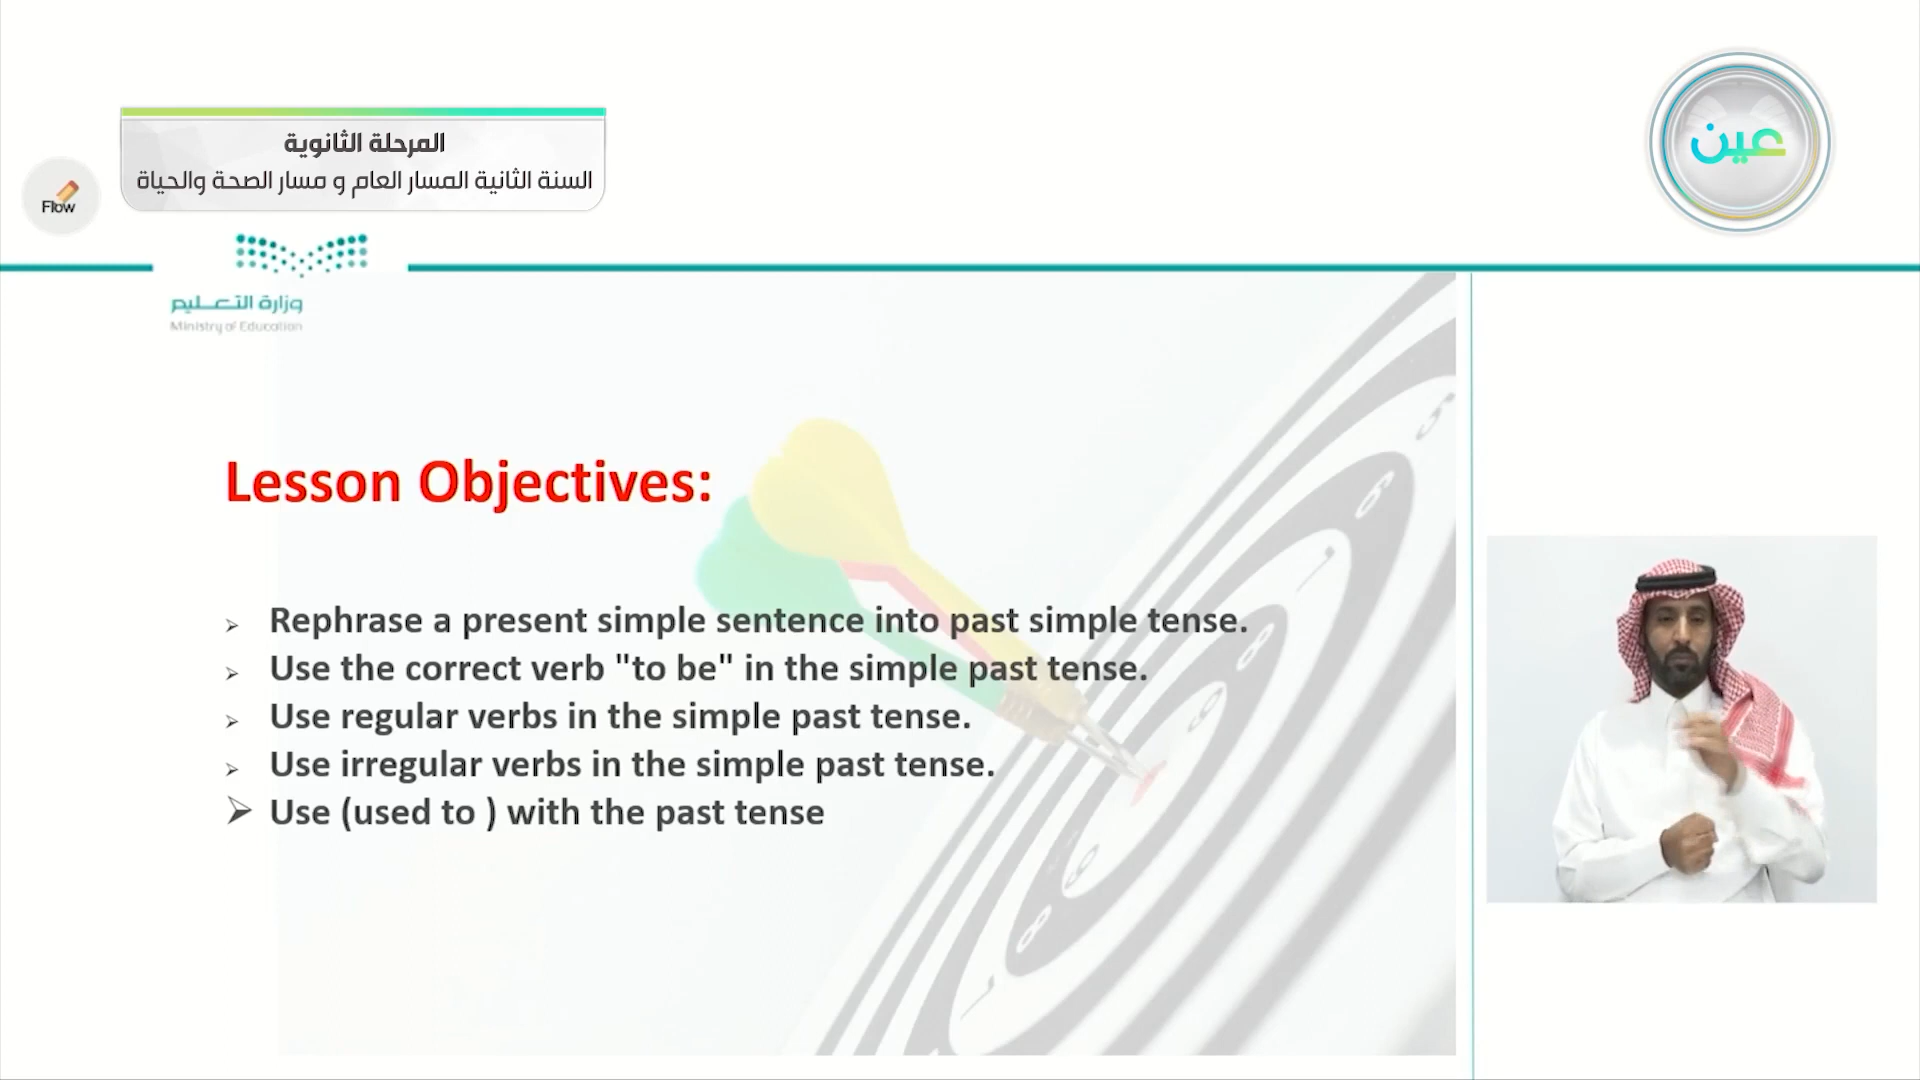 المرحلة الثانوية
السنة الثانية المسار العام و مسار الصحة والحياة
عين
Flow
وزارة التعليم
Ministry of Education
Lesson Objectives:
Rephrase a present simple sentence into past simple tense.
Use the correct verb "to be" in the simple past tense.
Use regular verbs in the simple past tense.
Use irregular verbs in the simple past tense.
Use (used to ) with the past tense